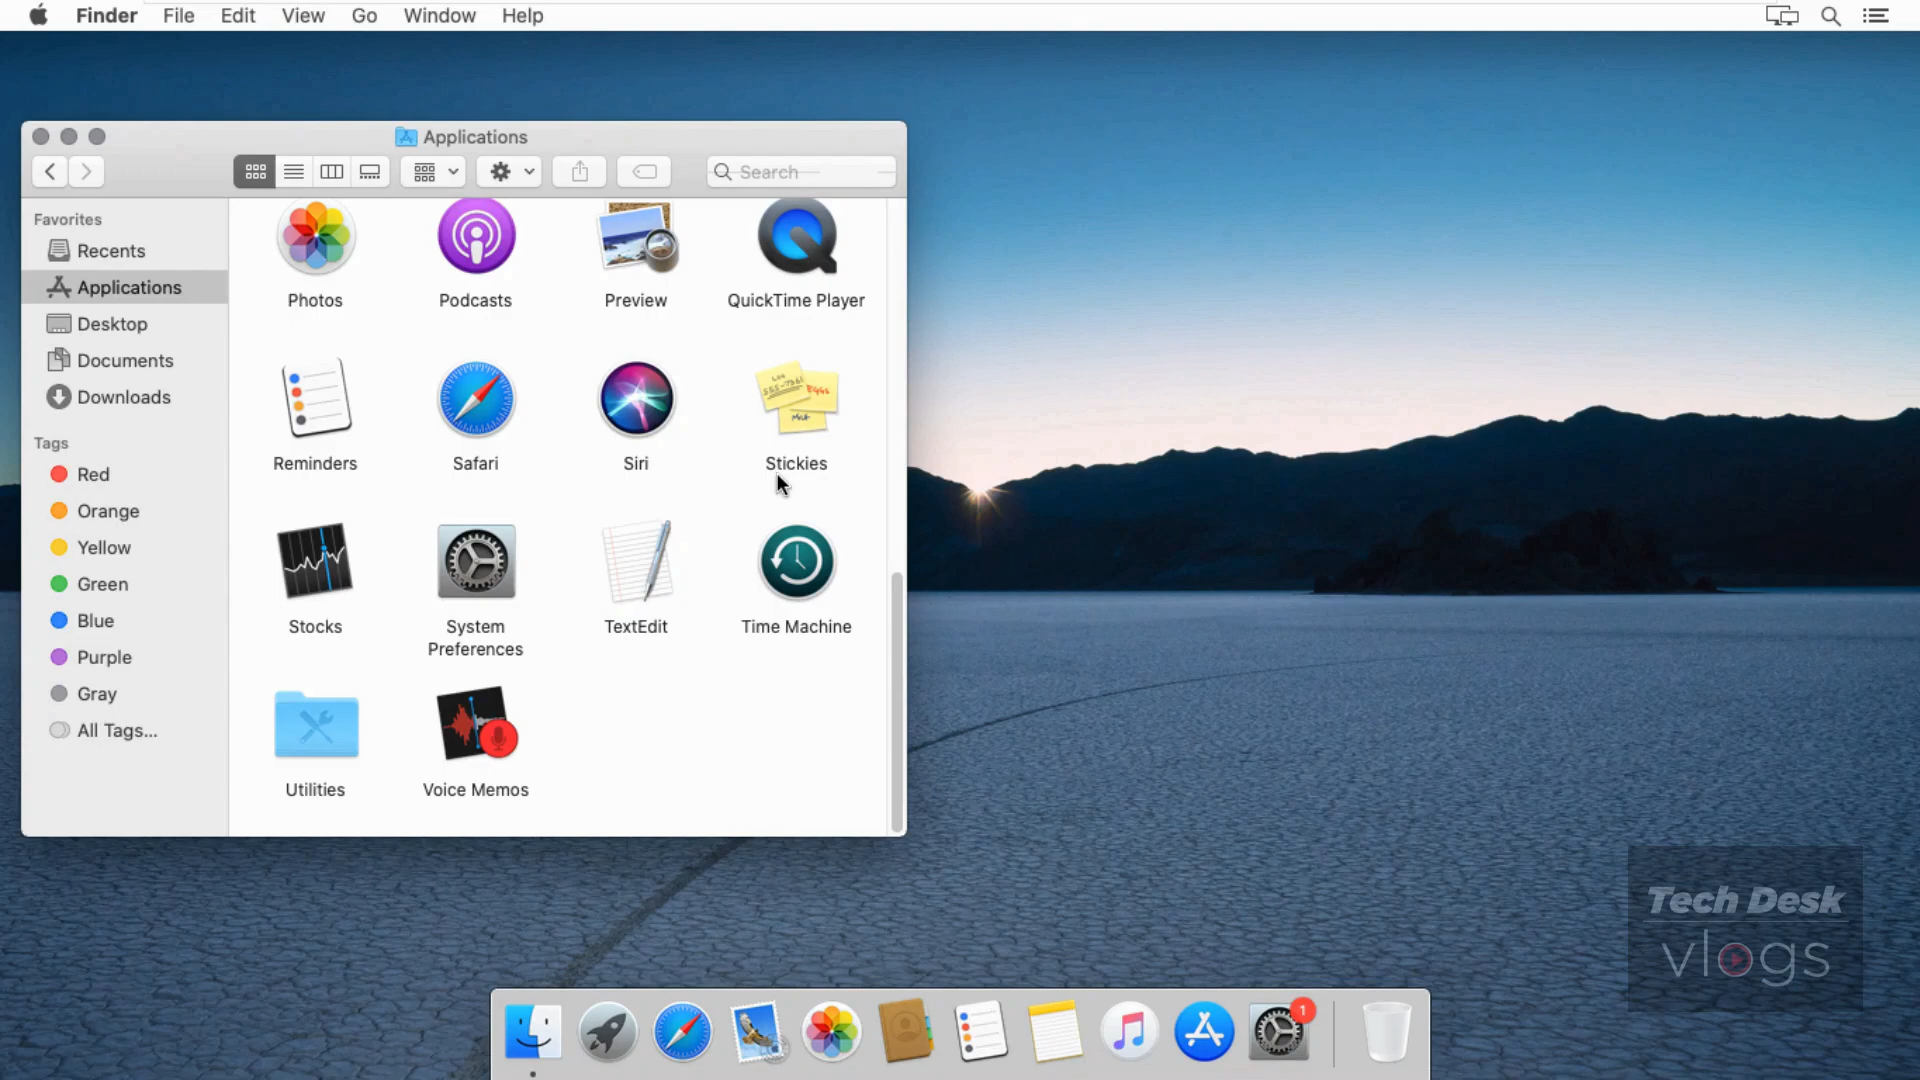 Finder File Edit View Go Window Help
Applications
Search
Favorites
Recents
Applications
Desktop
Documents
Downloads
Tags
Red
Orange
Yellow
Green
Blue
Purple
Gray
All Tags...
Photos Podcasts Preview QuickTime Player
Reminders Safari Siri Stickies
Stocks System Preferences TextEdit Time Machine
Utilities Voice Memos
1
Tech Desk
vlogs